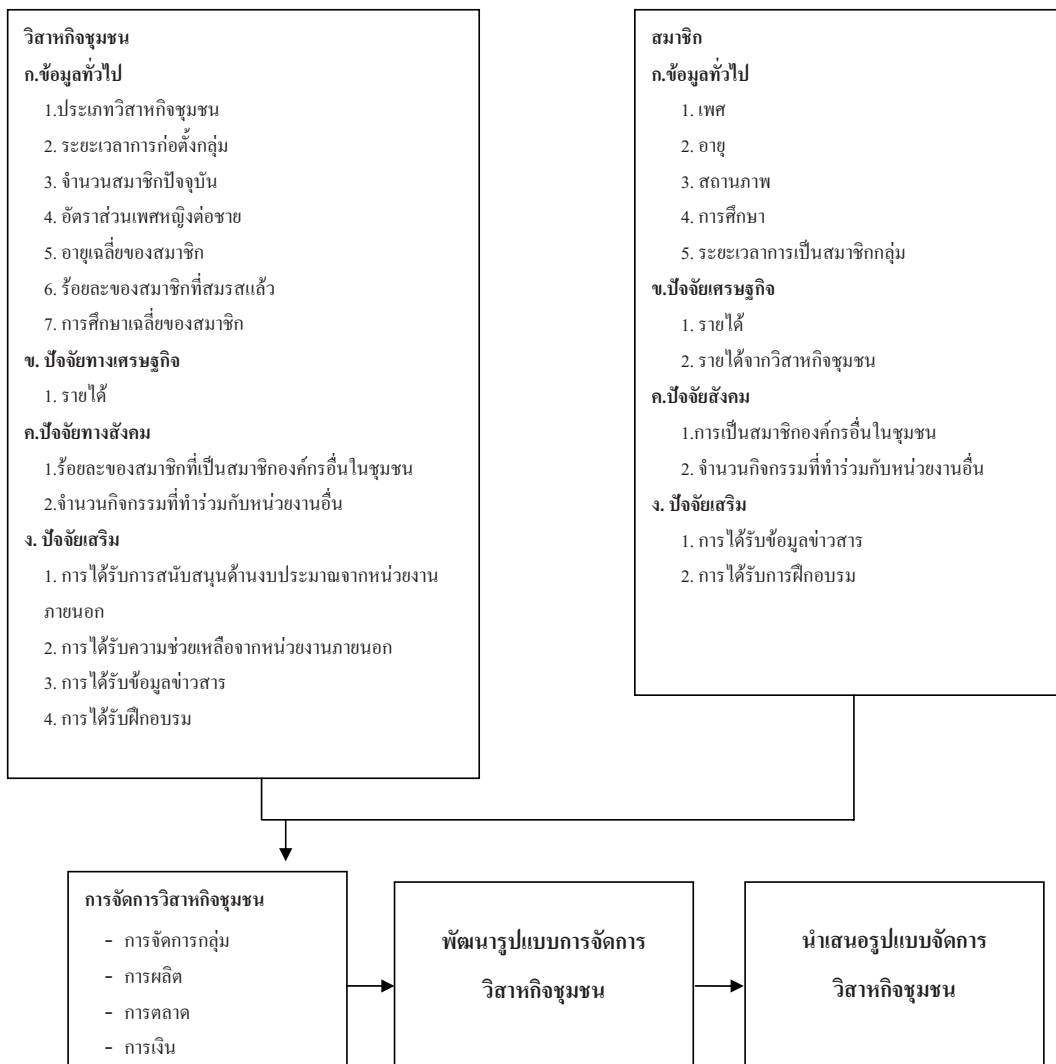 วิสาหกิจชุมชน
ก.ข้อมูลทั่วไป
1.ประเภทวิสาหกิจชุมชน
2. ระยะเวลาการก่อตั้งกลุ่ม
3. จำนวนสมาชิกปัจจุบัน
4. อัตราส่วนเพศหญิงต่อชาย
5. อายุเฉลี่ยของสมาชิก
6. ร้อยละของสมาชิกที่สมรสแล้ว
7. การศึกษาเฉลี่ยของสมาชิก
ข. ปัจจัยทางเศรษฐกิจ
1. รายได้
ค.ปัจจัยทางสังคม
1.ร้อยละของสมาชิกที่เป็นสมาชิกองค์กรอื่นในชุมชน
2.จำนวนกิจกรรมที่ทำร่วมกับหน่วยงานอื่น
ง. ปัจจัยเสริม
1. การได้รับการสนับสนุนด้านงบประมาณจากหน่วยงาน
ภายนอก
2. การได้รับความช่วยเหลือจากหน่วยงานภายนอก
3. การได้รับข้อมูลข่าวสาร
4. การได้รับฝึกอบรม
สมาชิก
ก.ข้อมูลทั่วไป
1. เพศ
2. อายุ
3. สถานภาพ
4. การศึกษา
5. ระยะเวลาการเป็นสมาชิกกลุ่ม
ข.ปัจจัยเศรษฐกิจ
1. รายได้
2. รายได้จากวิสาหกิจชุมชน
ค.ปัจจัยสังคม
1.การเป็นสมาชิกองค์กรอื่นในชุมชน
2. จำนวนกิจกรรมที่ทำร่วมกับหน่วยงานอื่น
ง. ปัจจัยเสริม
1. การได้รับข้อมูลข่าวสาร
2. การได้รับการฝึกอบรม
การจัดการวิสาหกิจชุมชน
- การจัดการกลุ่ม
- การผลิต
- การตลาด
- การเงิน
พัฒนารูปแบบการจัดการ
วิสาหกิจชุมชน
นำเสนอรูปแบบจัดการ
วิสาหกิจชุมชน